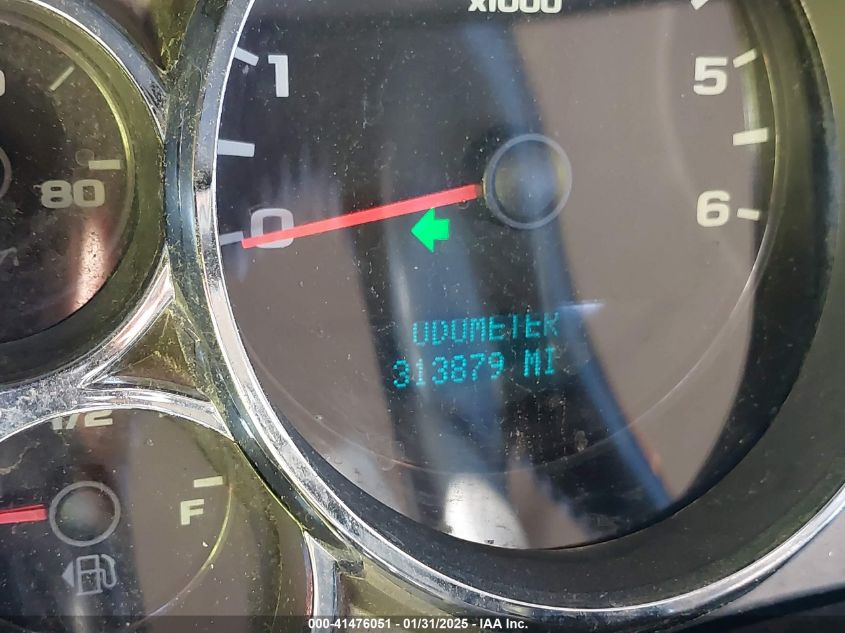 x1000
1
5
80
0
6
ODOMETER
313879 MI
1/2
F
000-41476051 - 01/31/2025 - IAA Inc.